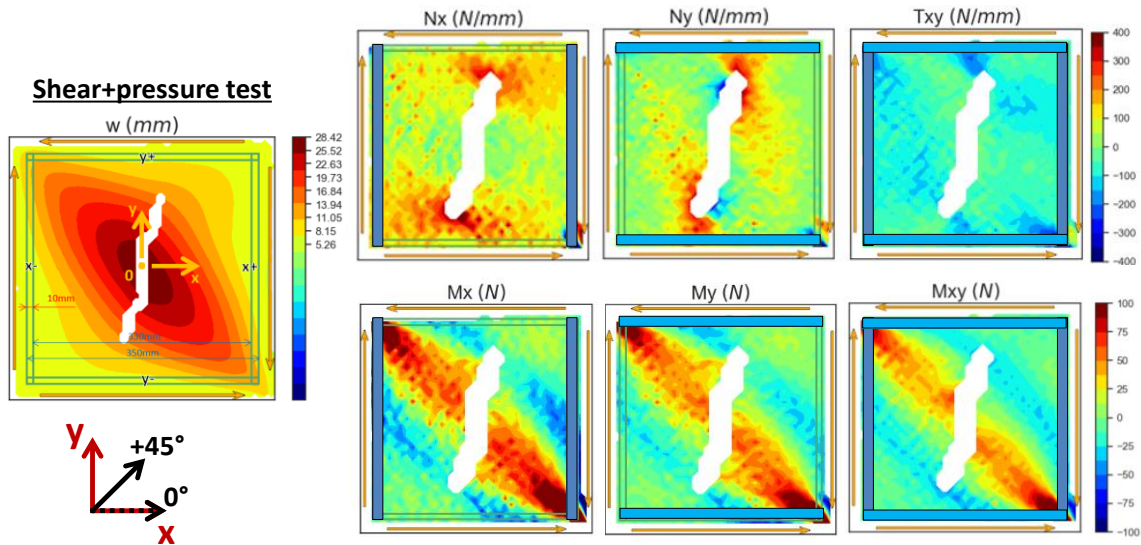 Nx (N/mm)
Ny (N/mm)
Txy (N/mm)
400
300
200
100
0
-100
-200
-300
-400
Shear+pressure test
w (mm)
28.42
25.52
22.63
19.73
16.84
13.94
11.05
8.15
5.26
y+
y
x-
0
x
x+
10mm
350mm
y-
Mx (N)
My (N)
Mxy (N)
100
75
50
25
0
-25
-50
-75
-100
y
+45°
0°
x